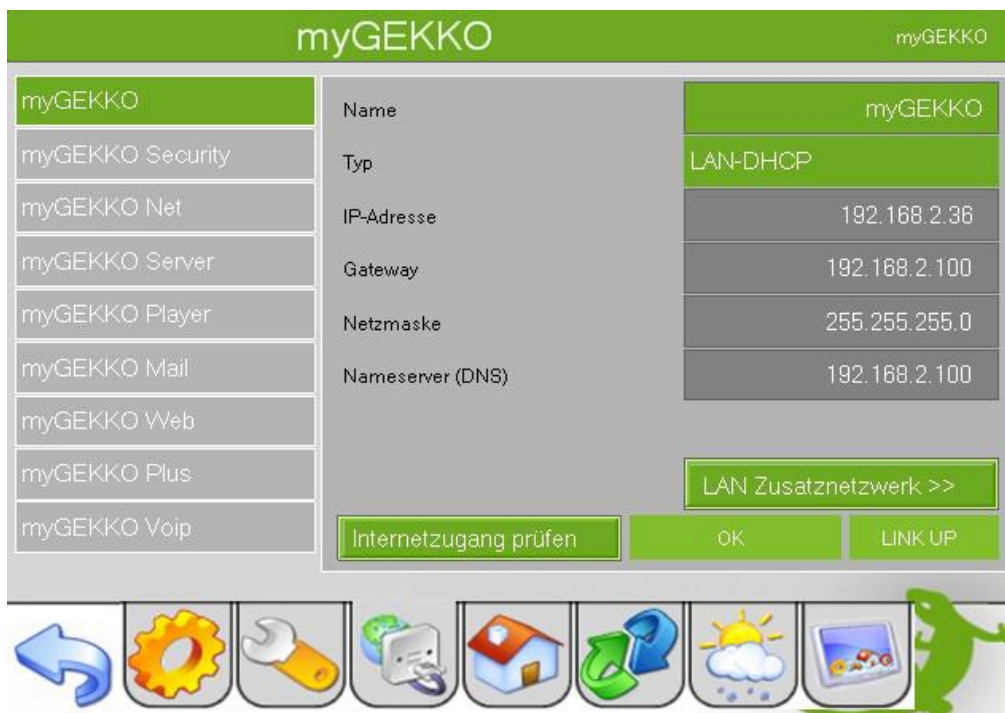 myGEKKO
myGEKKO
myGEKKO
myGEKKO Security
myGEKKO Net
myGEKKO Server
myGEKKO Player
myGEKKO Mail
myGEKKO Web
myGEKKO Plus
myGEKKO Voip
Name myGEKKO
Typ LAN-DHCP
IP-Adresse 192.168.2.36
Gateway 192.168.2.100
Netzmaske 255.255.255.0
Nameserver (DNS) 192.168.2.100
LAN Zusatznetzwerk >>
Internetzugang prüfen OK LINK UP